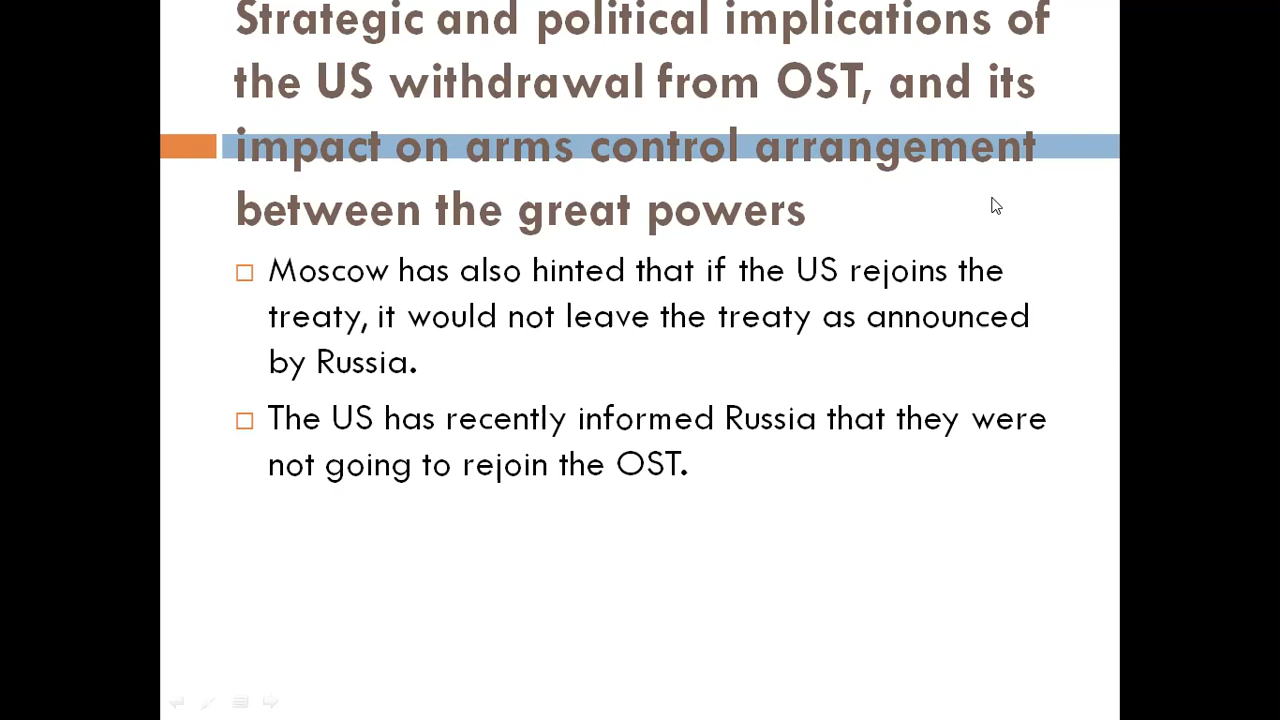 Strategic and political implications of
the US withdrawal from OST, and its
impact on arms control arrangement
between the great powers
Moscow has also hinted that if the US rejoins the
treaty, it would not leave the treaty as announced
by Russia.
The US has recently informed Russia that they were
not going to rejoin the OST.